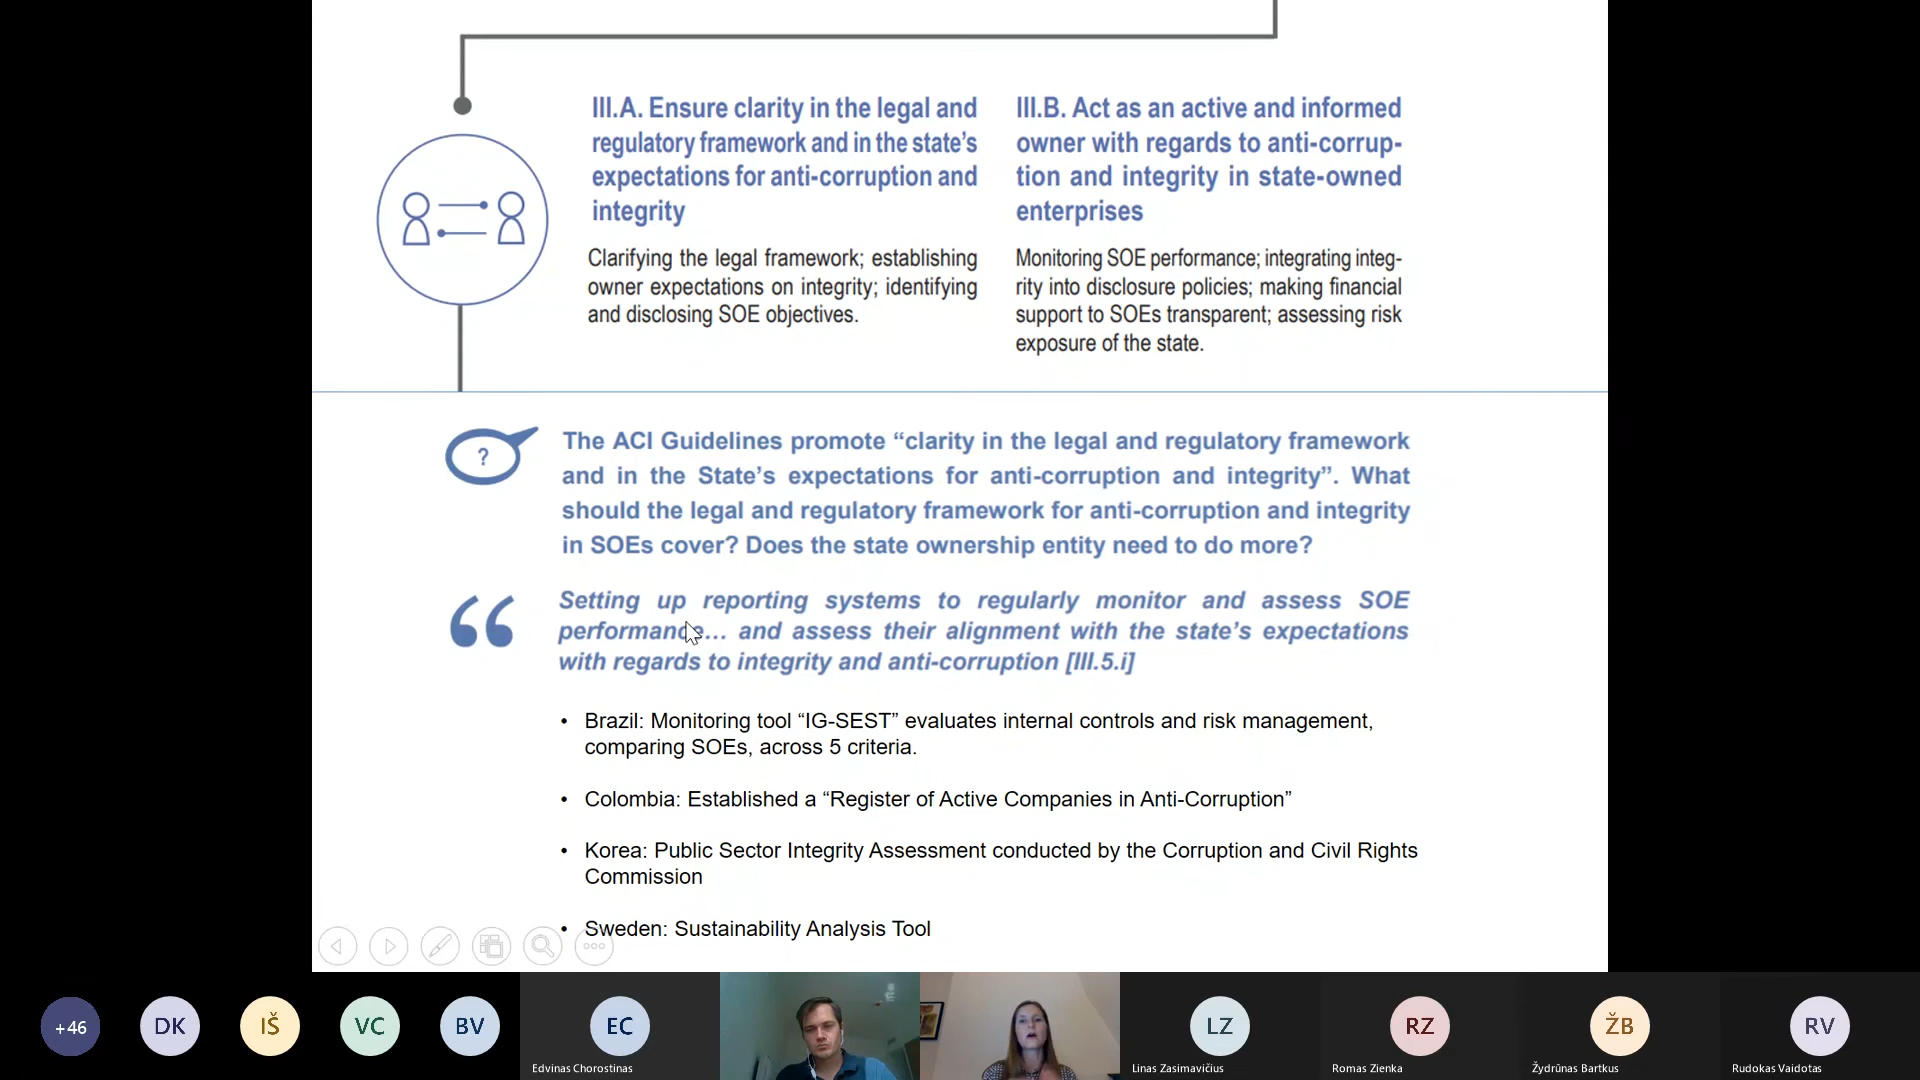 III.A. Ensure clarity in the legal and
regulatory framework and in the state’s
expectations for anti-corruption and
integrity
Clarifying the legal framework; establishing
owner expectations on integrity; identifying
and disclosing SOE objectives.
III.B. Act as an active and informed
owner with regards to anti-corrup-
tion and integrity in state-owned
enterprises
Monitoring SOE performance; integrating integ-
rity into disclosure policies; making financial
support to SOEs transparent; assessing risk
exposure of the state.
?
The ACI Guidelines promote “clarity in the legal and regulatory framework
and in the State’s expectations for anti-corruption and integrity”. What
should the legal and regulatory framework for anti-corruption and integrity
in SOEs cover? Does the state ownership entity need to do more?
“
Setting up reporting systems to regularly monitor and assess SOE
performance… and assess their alignment with the state’s expectations
with regards to integrity and anti-corruption [III.5.i]
• Brazil: Monitoring tool “IG-SEST” evaluates internal controls and risk management,
comparing SOEs, across 5 criteria.
• Colombia: Established a “Register of Active Companies in Anti-Corruption”
• Korea: Public Sector Integrity Assessment conducted by the Corruption and Civil Rights
Commission
• Sweden: Sustainability Analysis Tool
+46
DK
IŠ
VC
BV
EC
Edvinas Chorostinas
LZ
Linas Zasimavičius
RZ
Romas Zienka
ŽB
Žydrūnas Bartkus
RV
Rudokas Vaidotas